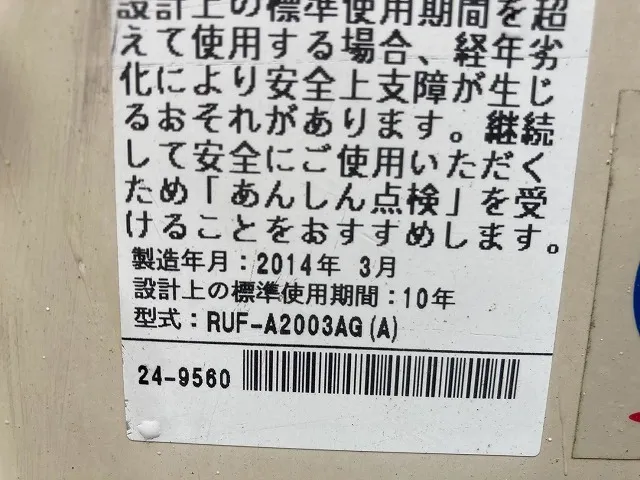 設計上の標準使用期間を超
えて使用する場合、経年劣
化により安全上支障が生じ
るおそれがあります。継続
して安全にご使用いただく
ため「あんしん点検」を受
けることをおすすめします。
製造年月：2014年 3月
設計上の標準使用期間：10年
型式：RUF-A2003AG(A)
24-9560